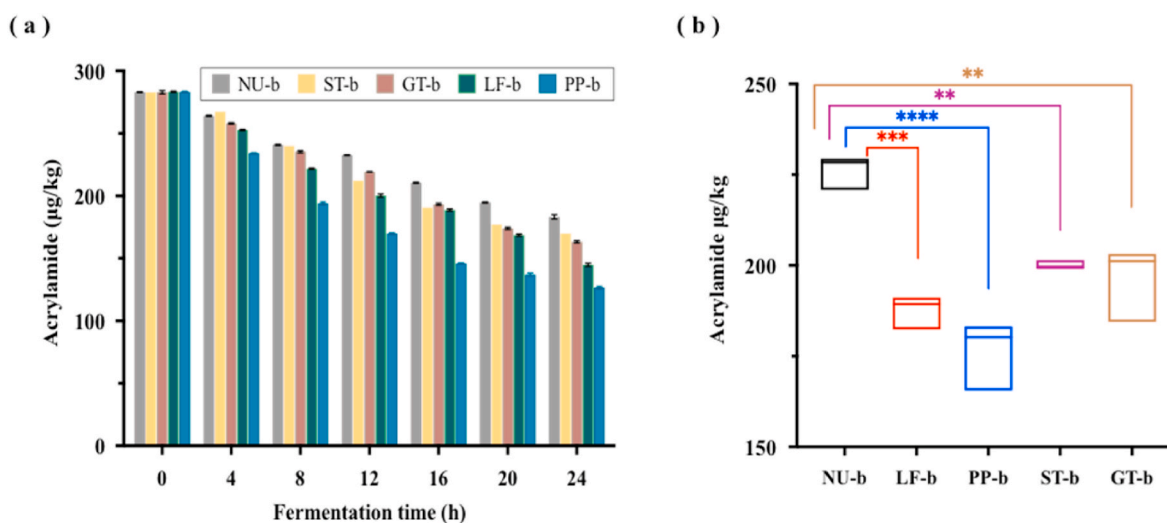 ( a )
NU-b ST-b GT-b LF-b PP-b
300
200
100
0
Acrylamide (µg/kg)
0 4 8 12 16 20 24
Fermentation time (h)
( b )
**
**
****
***
250
200
150
Acrylamide µg/kg
NU-b LF-b PP-b ST-b GT-b